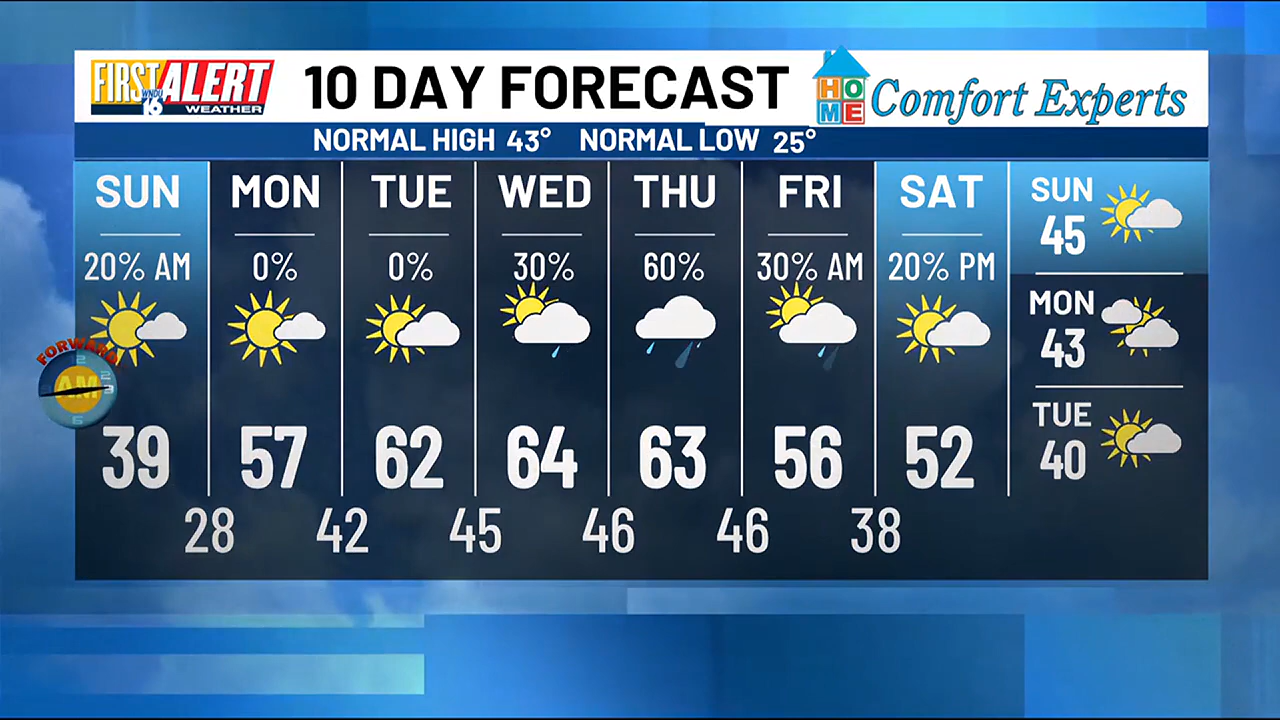 FIRST ALERT
WNDU
16
WEATHER
10 DAY FORECAST
HOME
Comfort Experts
NORMAL HIGH 43° NORMAL LOW 25°
SUN MON TUE WED THU FRI SAT
20% AM 0% 0% 30% 60% 30% AM 20% PM
39 57 62 64 63 56 52
28 42 45 46 46 38
SUN
45
MON
43
TUE
40
FORWARD
AM
12
6